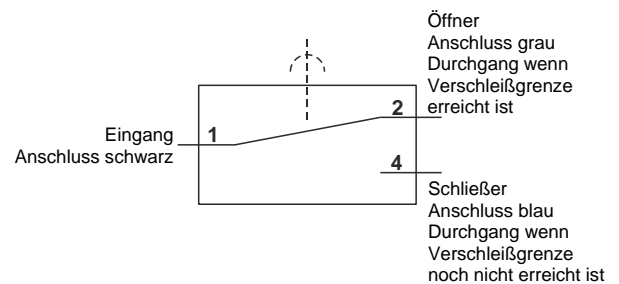 Öffner
Anschluss grau
Durchgang wenn
Verschleißgrenze
erreicht ist
2
Eingang
Anschluss schwarz
1
4
Schließer
Anschluss blau
Durchgang wenn
Verschleißgrenze
noch nicht erreicht ist